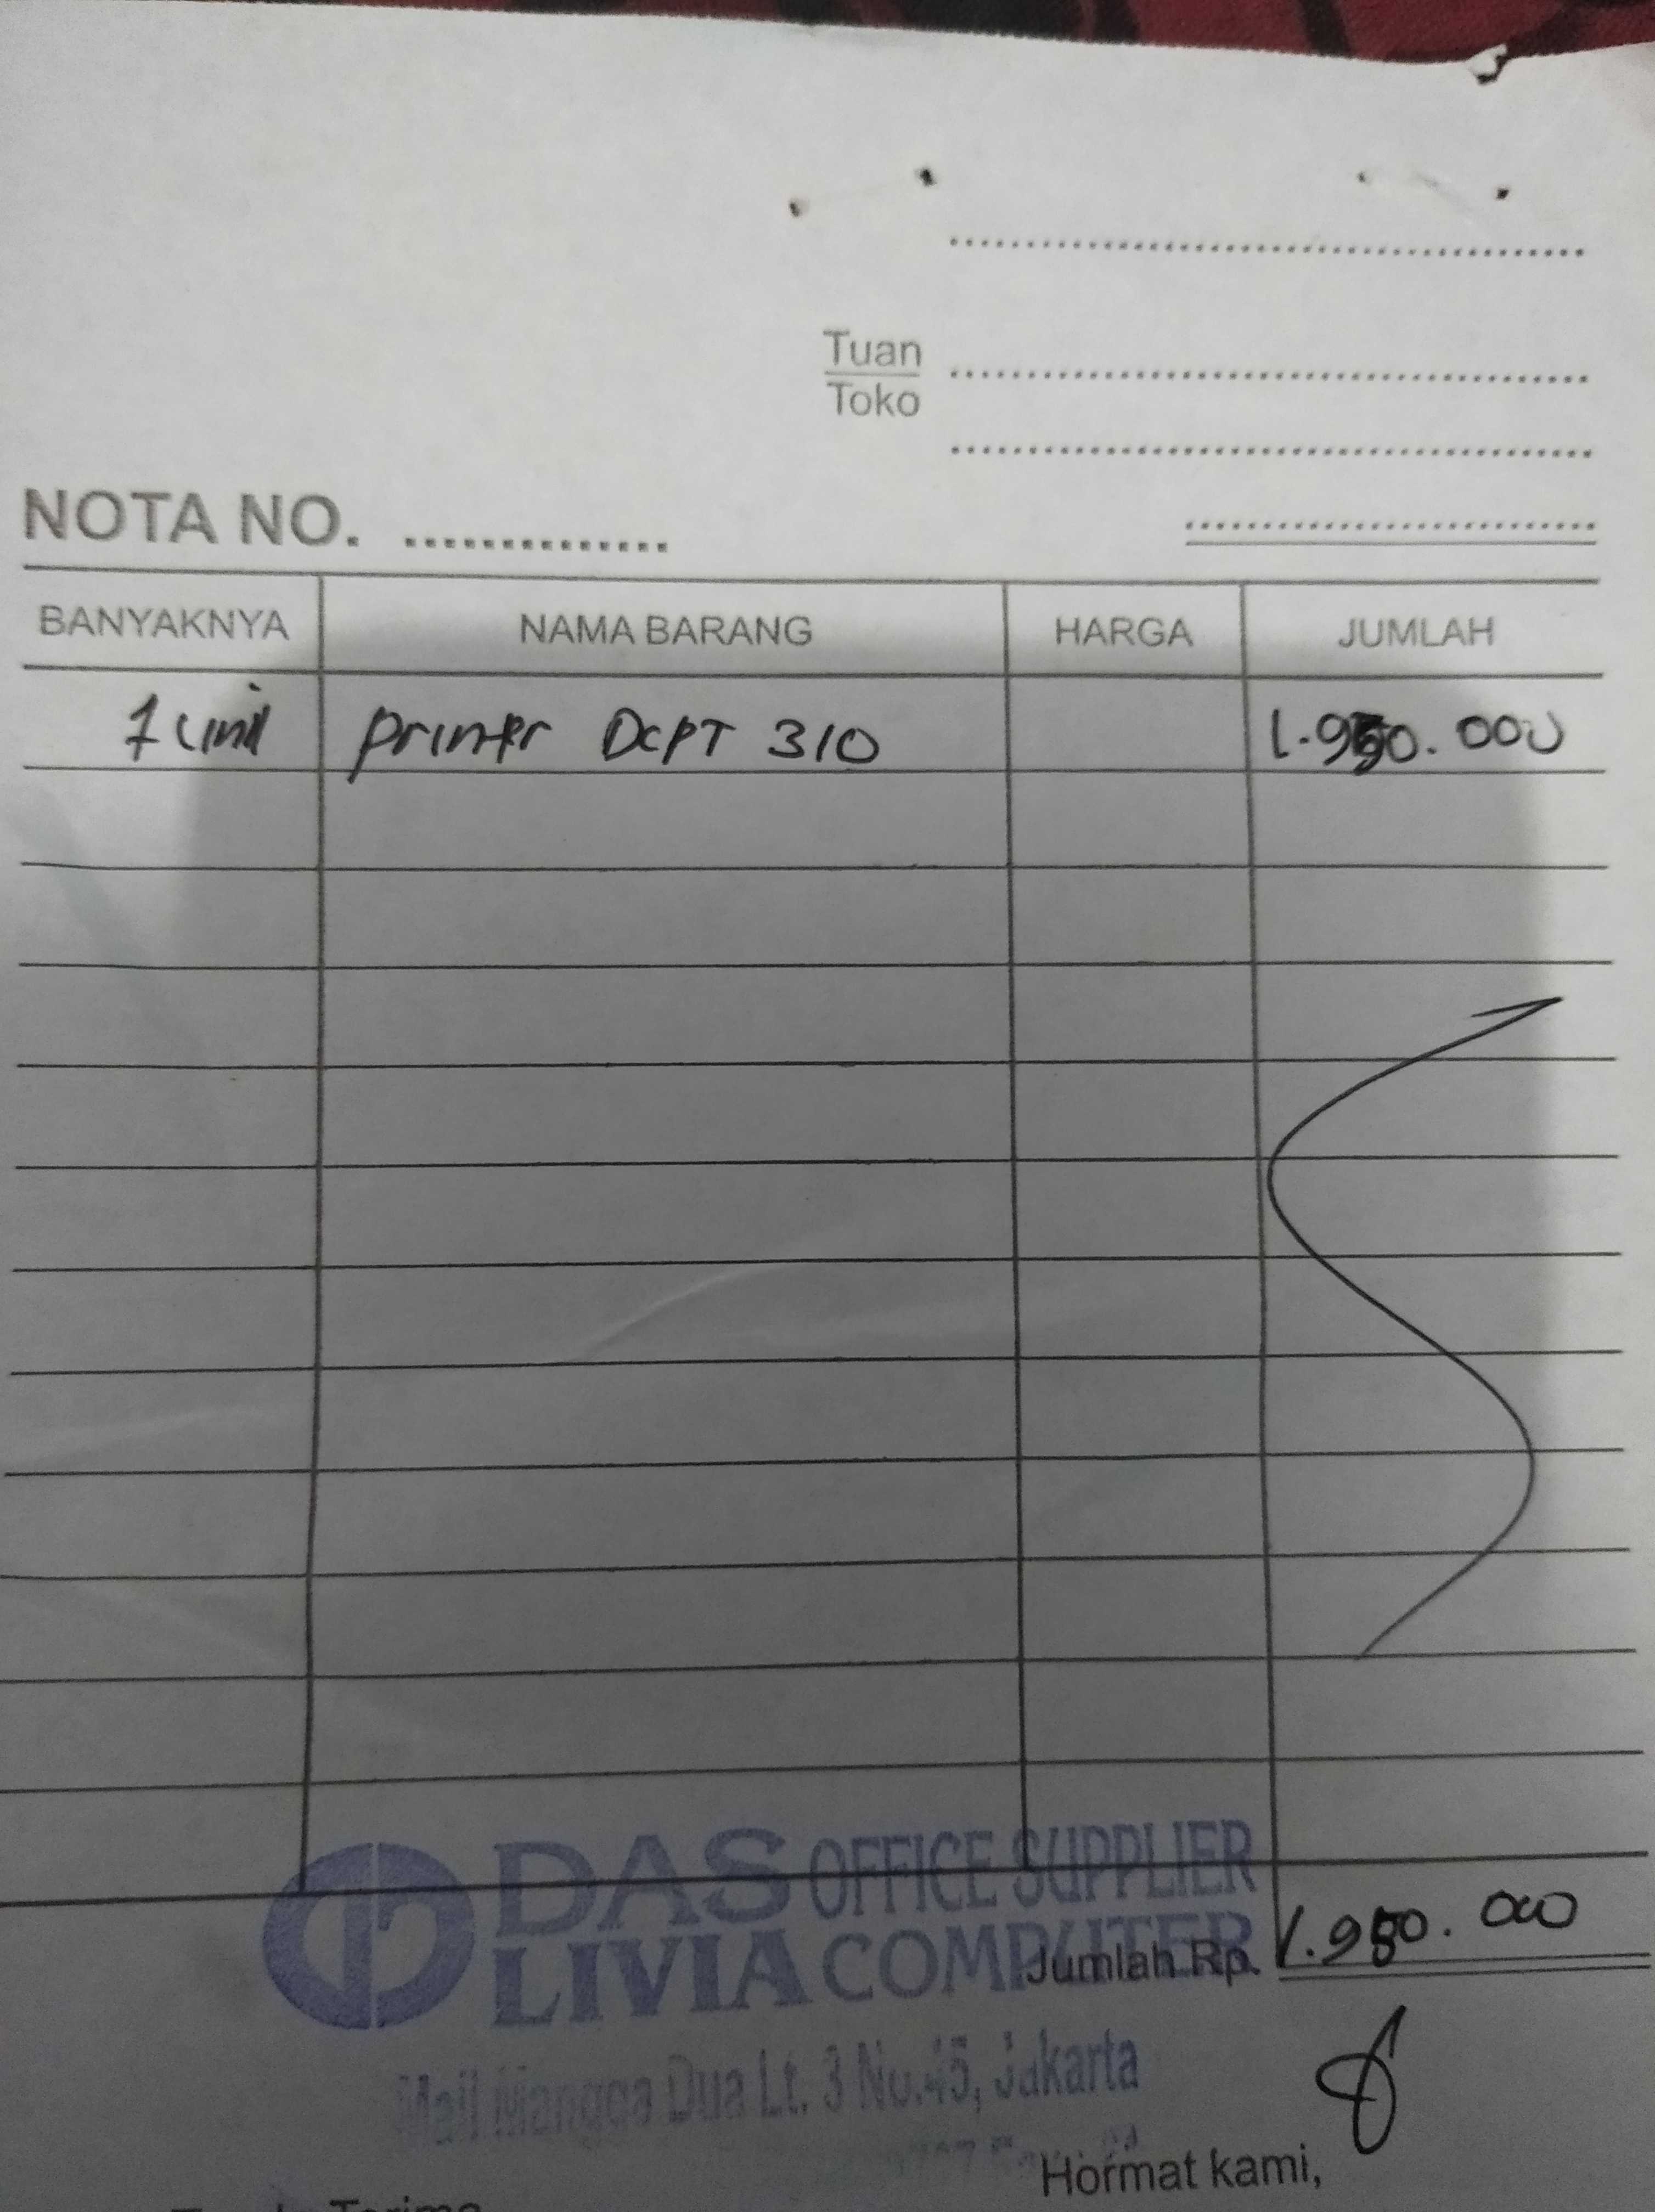 Tuan
Toko
NOTA NO. ..............
BANYAKNYA NAMA BARANG HARGA JUMLAH
1 unit printer DCPT 310 1.950.000
DAS OFFICE SUPPLIER
LIVIA COMPUTER
Jumlah Rp. 1.950.000
Mall Mangga Dua Lt. 3 No.45, Jakarta
Hormat kami,